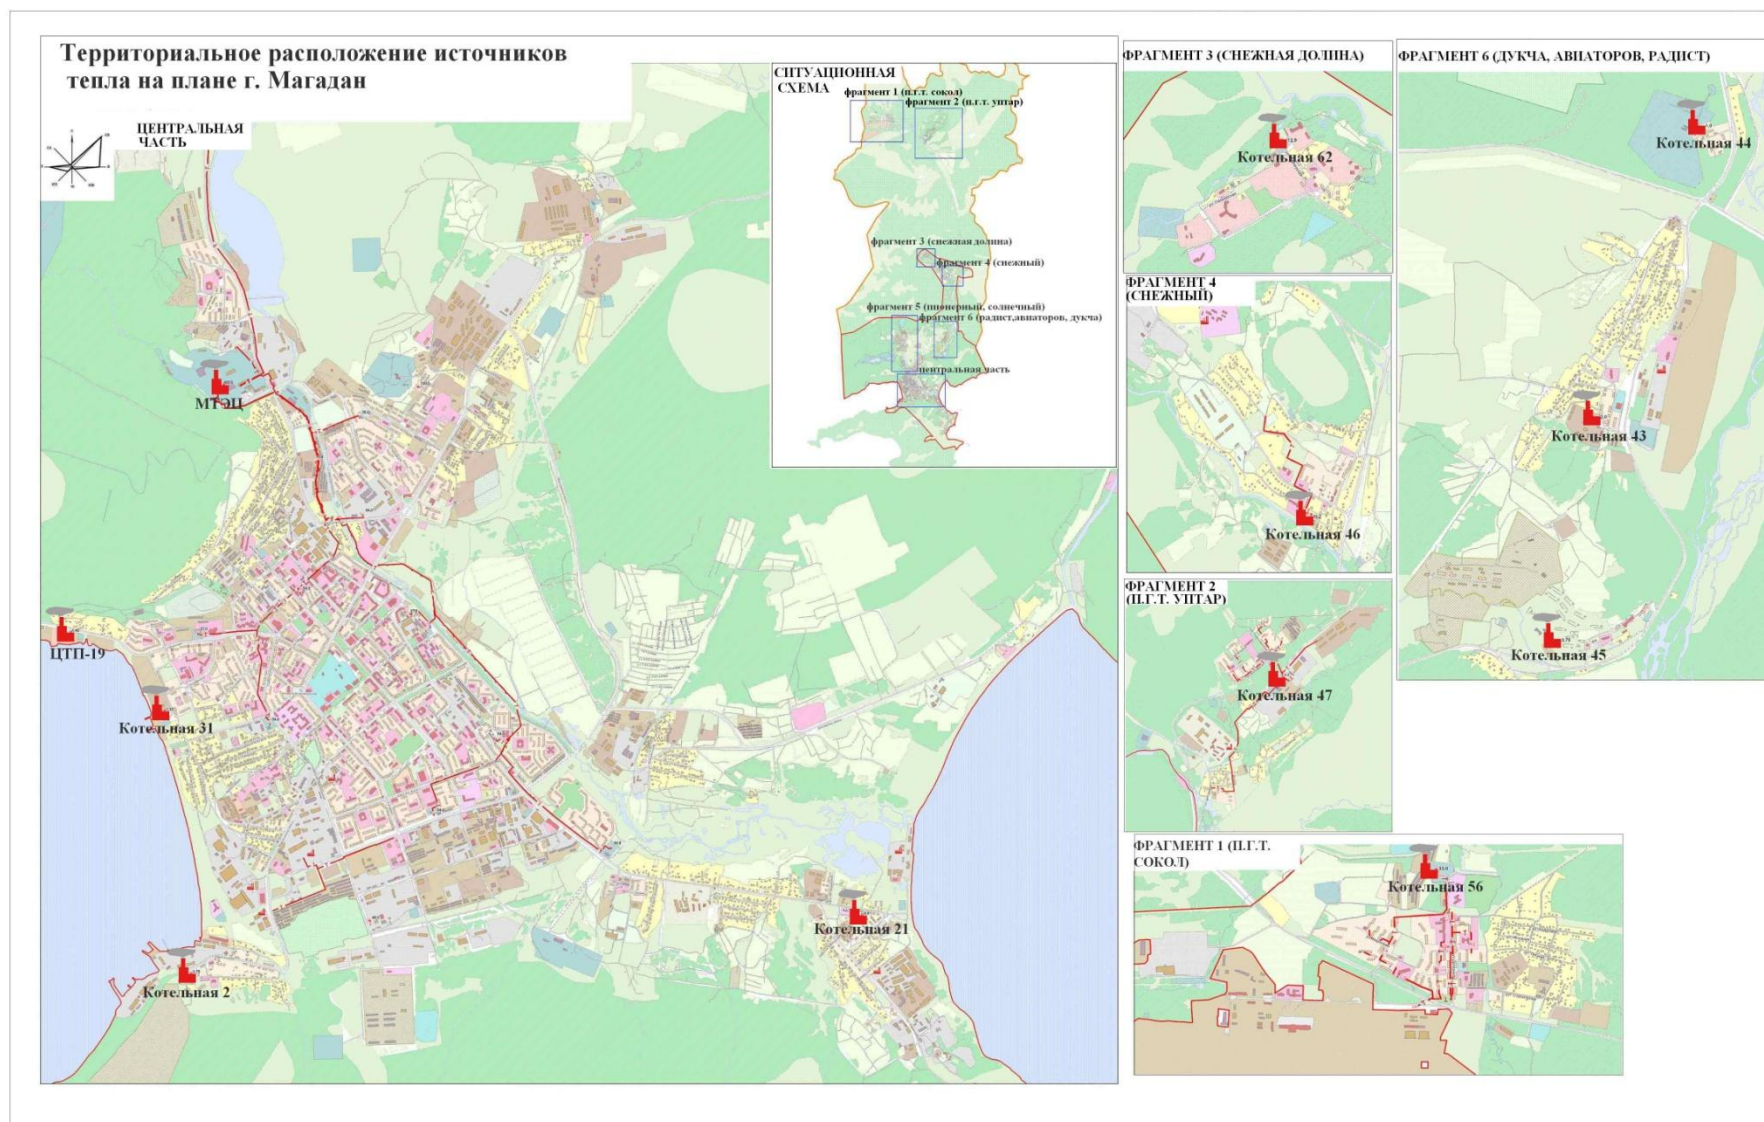 Территориальное расположение источников
тепла на плане г. Магадан
ЦЕНТРАЛЬНАЯ
ЧАСТЬ
МТЭЦ
ЦТП-19
Котельная 31
Котельная 2
Котельная 21
СИТУАЦИОННАЯ
СХЕМА
фрагмент 1 (п.г.т. сокол)
фрагмент 2 (п.г.т. уптар)
фрагмент 3 (снежная долина)
фрагмент 4 (снежный)
фрагмент 5 (пионерный, солнечный)
фрагмент 6 (радист,авиаторов, дукча)
центральная часть
ФРАГМЕНТ 3 (СНЕЖНАЯ ДОЛИНА)
Котельная 62
ФРАГМЕНТ 4
(СНЕЖНЫЙ)
Котельная 46
ФРАГМЕНТ 2
(П.Г.Т. УПТАР)
Котельная 47
ФРАГМЕНТ 1 (П.Г.Т.
СОКОЛ)
Котельная 56
ФРАГМЕНТ 6 (ДУКЧА, АВИАТОРОВ, РАДИСТ)
Котельная 44
Котельная 43
Котельная 45